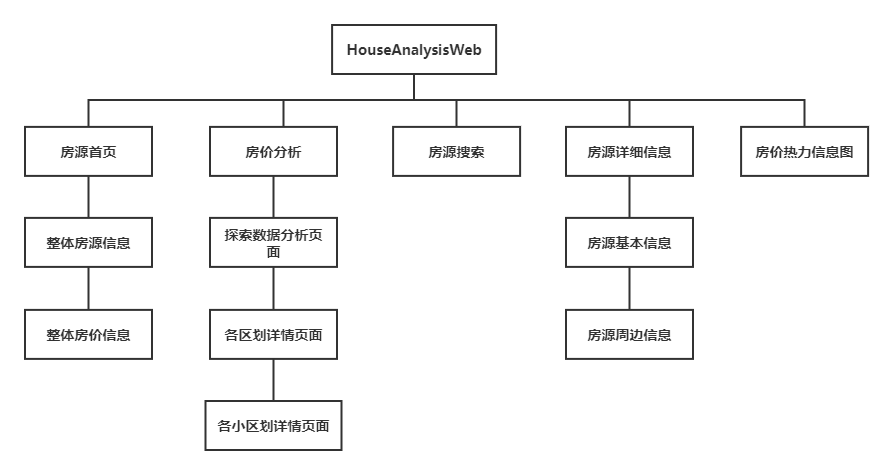 HouseAnalysisWeb
房源首页
房价分析
房源搜索
房源详细信息
房价热力信息图
整体房源信息
探索数据分析页
面
房源基本信息
整体房价信息
各区划详情页面
房源周边信息
各小区划详情页面